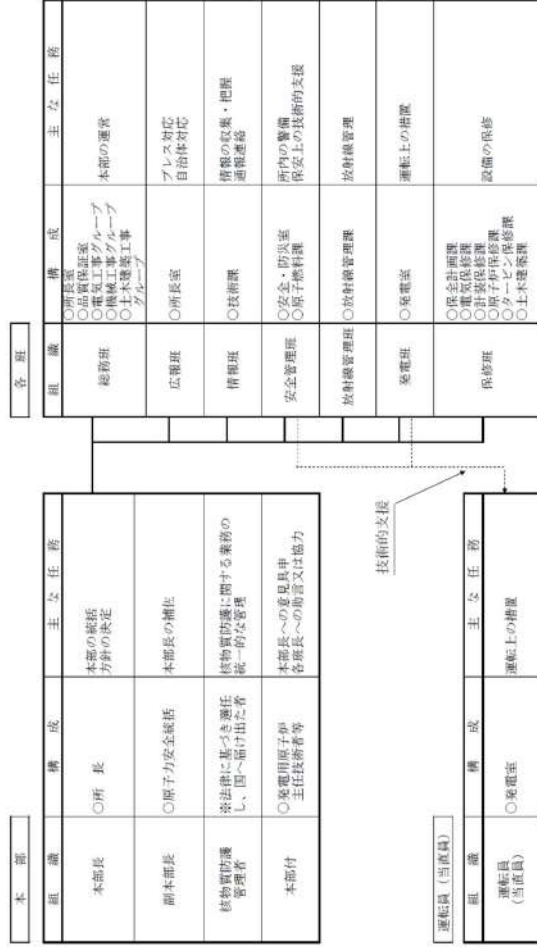 本部
組織 構成 主な任務
本部長 ○所長 本部の統括
方針の決定
副本部長 ○原子力安全統括 本部長の補佐
核物質防護
管理者
※法律に基づき選任
し、国へ届け出た者
核物質防護に関する業務の
統一的な管理
本部付
○発電用原子炉
主任技術者等
本部長への意見具申
各班長への助言又は協力
運転員(当直員)
組織 構成 主な任務
運転員
(当直員)
○発電室 運転上の措置
技術的支援
各班
組織 構成 主な任務
総務班
○所長室
○品質保証室
○電気工事グループ
○機械工事グループ
○土木建築工事
グループ
本部の運営
広報班 ○所長室 プレス対応
自治体対応
情報班 ○技術課 情報の収集・把握
通報連絡
安全管理班
○安全・防災室
○原子燃料課
所内の警備
保安上の技術的支援
放射線管理班 ○放射線管理課 放射線管理
発電班 ○発電室 運転上の措置
保修班
○保全計画課
○電気保修課
○計装保修課
○原子炉保修課
○タービン保修課
○土木建築課
設備の保修